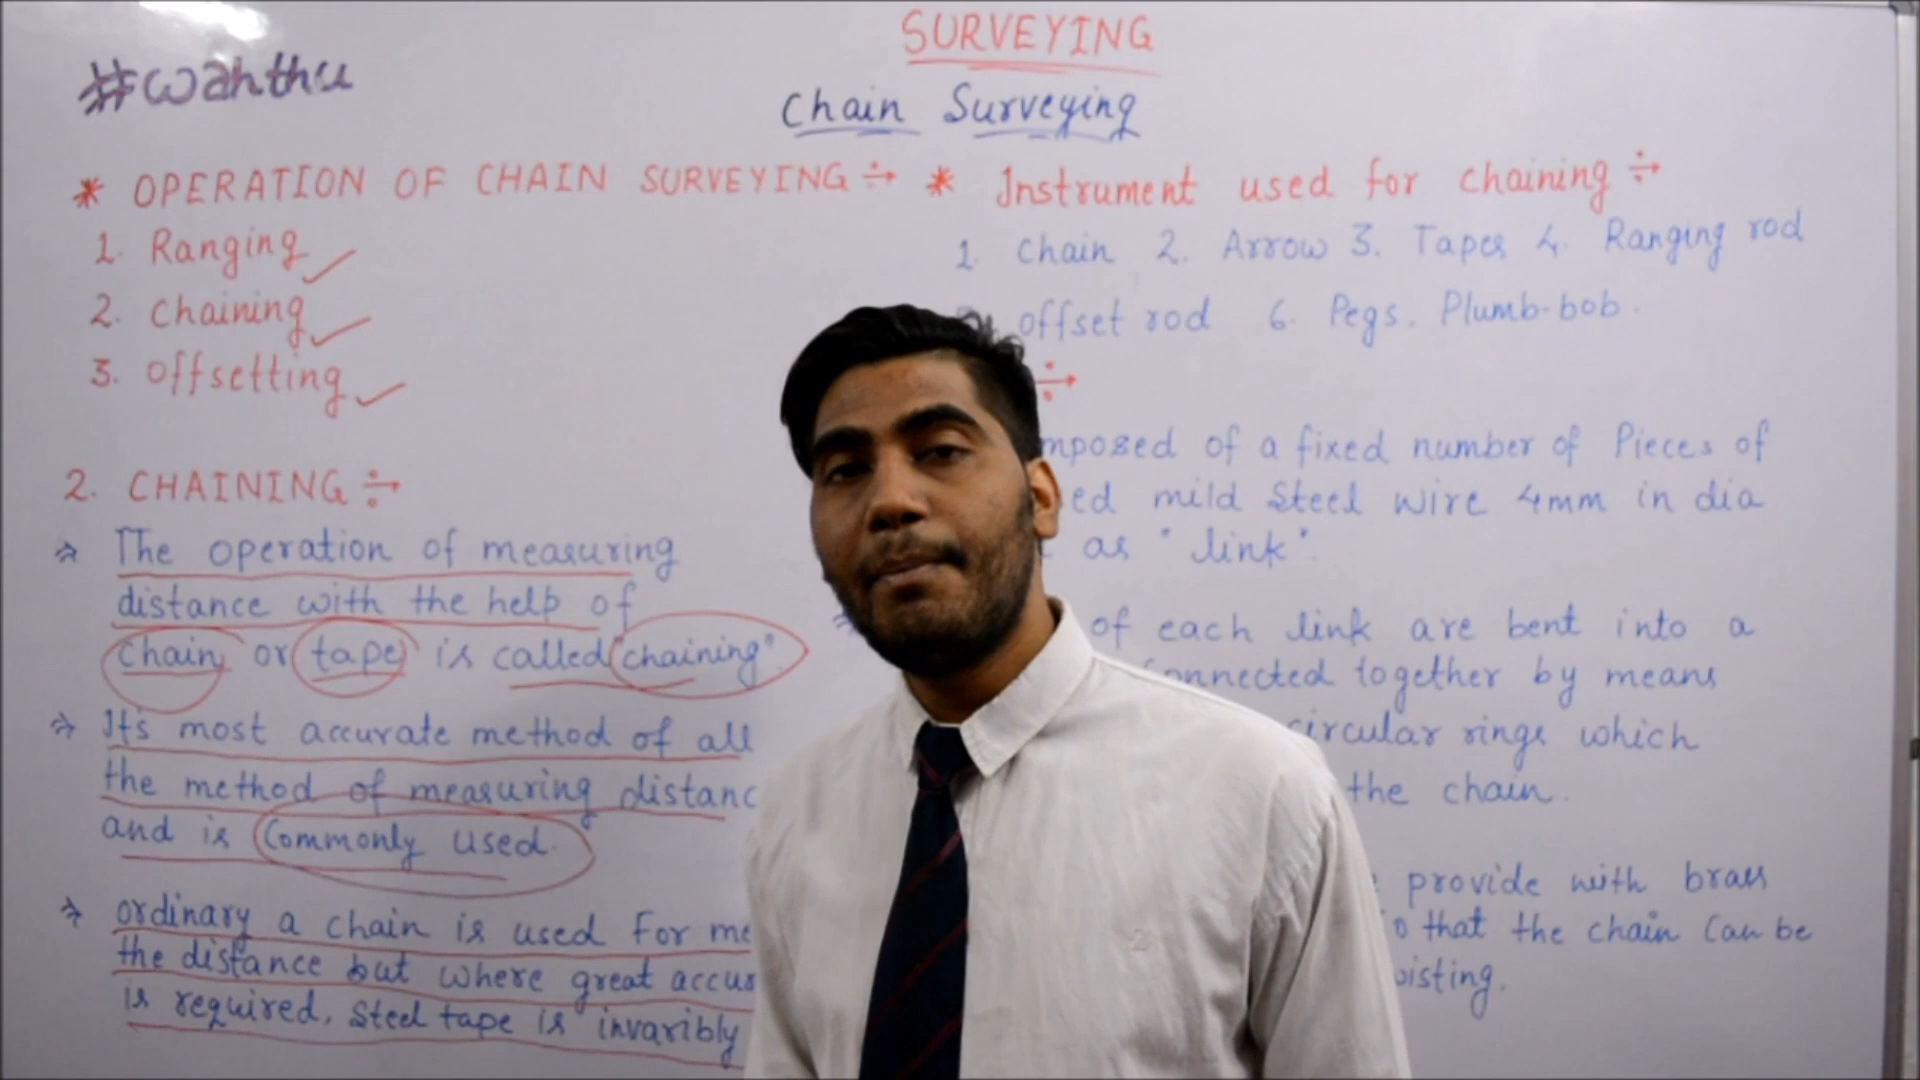 SURVEYING
#wahthu
Chain Surveying
* OPERATION OF CHAIN SURVEYING ÷→
1. Ranging ✓
2. Chaining ✓
3. Offsetting ✓
2. CHAINING ÷→
⇒ The operation of measuring
distance with the help of
chain or tape is called "chaining".
⇒ It's most accurate method of all
the method of measuring distanc
and is Commonly used.
⇒ ordinary a chain is used for me
the distance but where great accur
is required, Steel tape is invaribly
* Instrument used for chaining ÷→
1. Chain 2. Arrow 3. Tapes 4. Ranging rod
offset rod 6. Pegs. Plumb-bob.
÷→
mposed of a fixed number of Pieces of
ed mild Steel wire 4mm in dia
as "link".
of each link are bent into a
onnected together by means
circular rings which
the chain.
provide with brass
o that the chain can be
oisting.